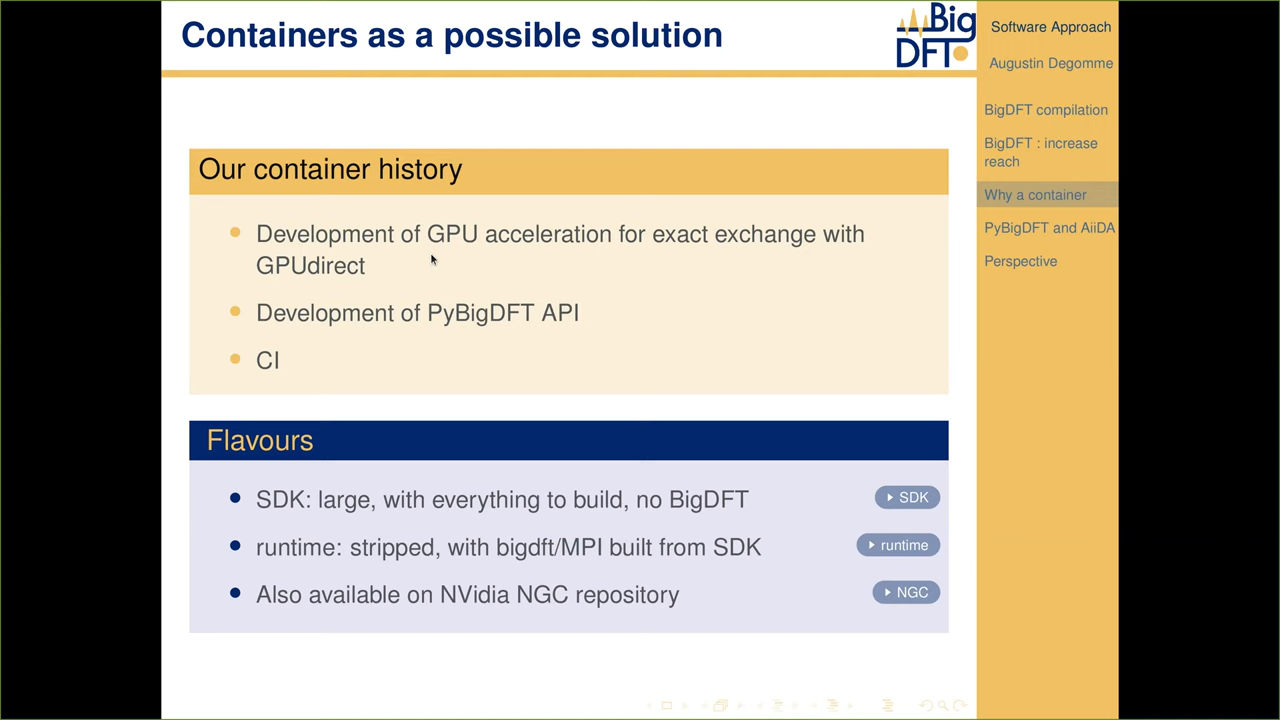 Containers as a possible solution
Big
DFT
Software Approach
Augustin Degomme
BigDFT compilation
BigDFT : increase
reach
Why a container
PyBigDFT and AiiDA
Perspective
Our container history
Development of GPU acceleration for exact exchange with
GPUdirect
Development of PyBigDFT API
CI
Flavours
SDK: large, with everything to build, no BigDFT
SDK
runtime: stripped, with bigdft/MPI built from SDK
runtime
Also available on NVidia NGC repository
NGC